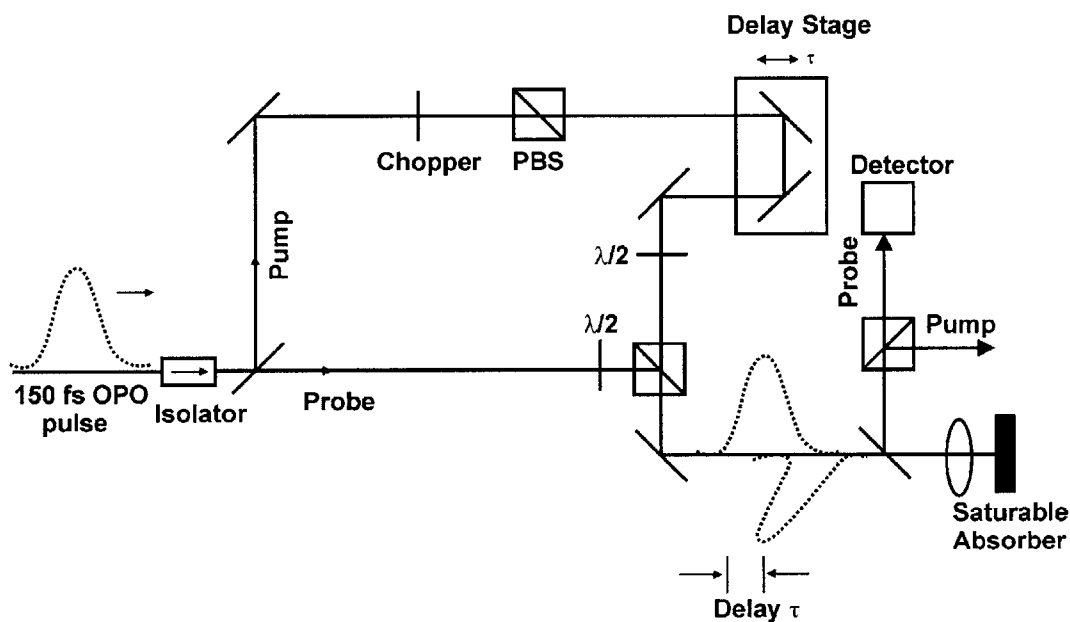 Delay Stage
τ
Chopper
PBS
Detector
Pump
λ/2
Probe
λ/2
Pump
150 fs OPO
pulse
Isolator
Probe
Saturable
Absorber
Delay τ